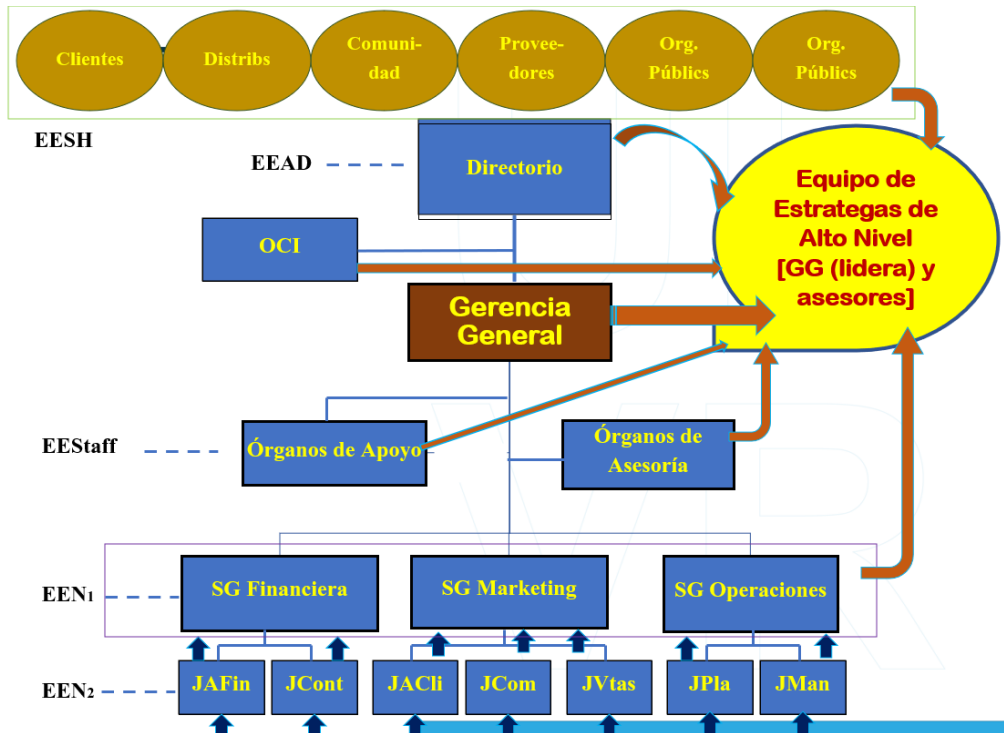 Clientes
Distribs
Comuni-
dad
Provee-
dores
Org.
Públics
Org.
Públics
EESH
EEAD
Directorio
Equipo de
Estrategas de
Alto Nivel
[GG (lidera) y
asesores]
OCI
Gerencia
General
EEStaff
Órganos de Apoyo
Órganos de
Asesoría
EEN1
SG Financiera
SG Marketing
SG Operaciones
EEN2
JAFin
JCont
JACli
JCom
JVtas
JPla
JMan